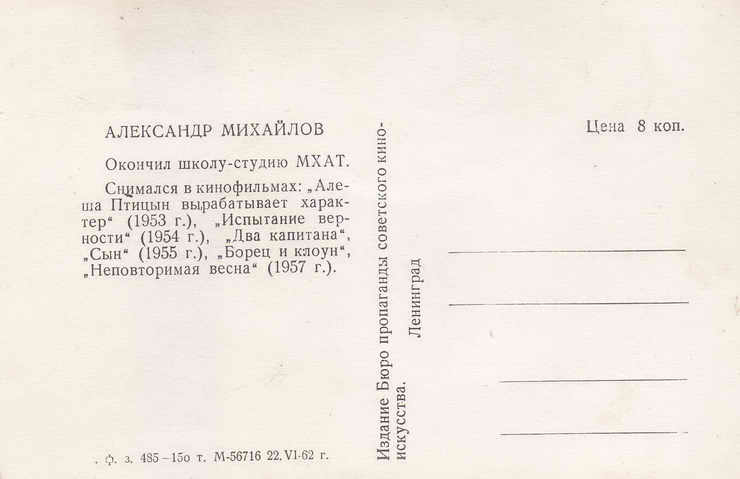 АЛЕКСАНДР МИХАЙЛОВ
Окончил школу-студию МХАТ.
Снимался в кинофильмах: „Але-
ша Птицын вырабатывает харак-
тер“ (1953 г.), „Испытание вер-
ности“ (1954 г.), „Два капитана“,
„Сын“ (1955 г.), „Борец и клоун“,
„Неповторимая весна“ (1957 г.).
. ф. з. 485—15о т. М-56716 22.VI-62 г.
Издание Бюро пропаганды советского кино-
искусства.
Ленинград
Цена 8 коп.